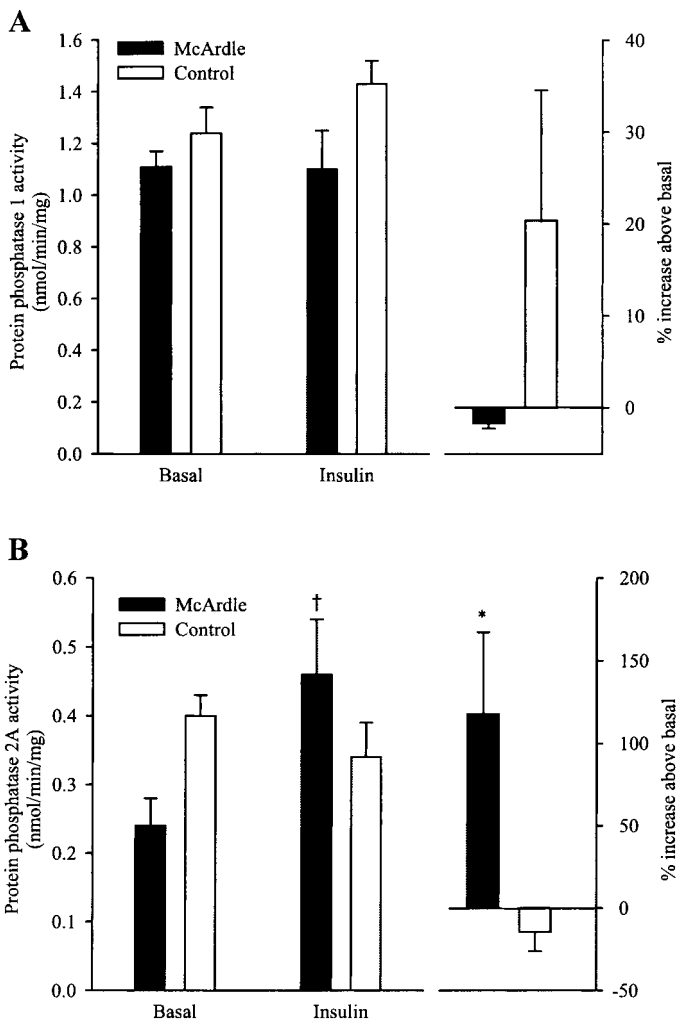 A
McArdle
Control
Protein phosphatase 1 activity
(nmol/min/mg)
1.6
1.4
1.2
1.0
0.8
0.6
0.4
0.2
0.0
Basal
Insulin
40
30
20
10
0
% increase above basal
B
McArdle
Control
Protein phosphatase 2A activity
(nmol/min/mg)
0.6
0.5
0.4
0.3
0.2
0.1
0.0
†
*
Basal
Insulin
200
150
100
50
0
-50
% increase above basal